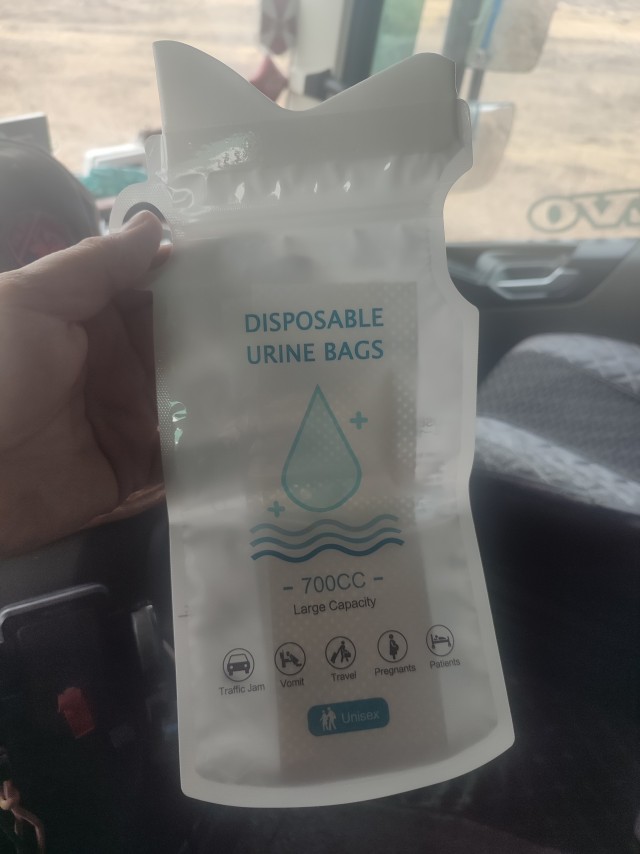 DISPOSABLE
URINE BAGS
- 700CC -
Large Capacity
Traffic Jam
Vomit
Travel
Pregnants
Patients
Unisex